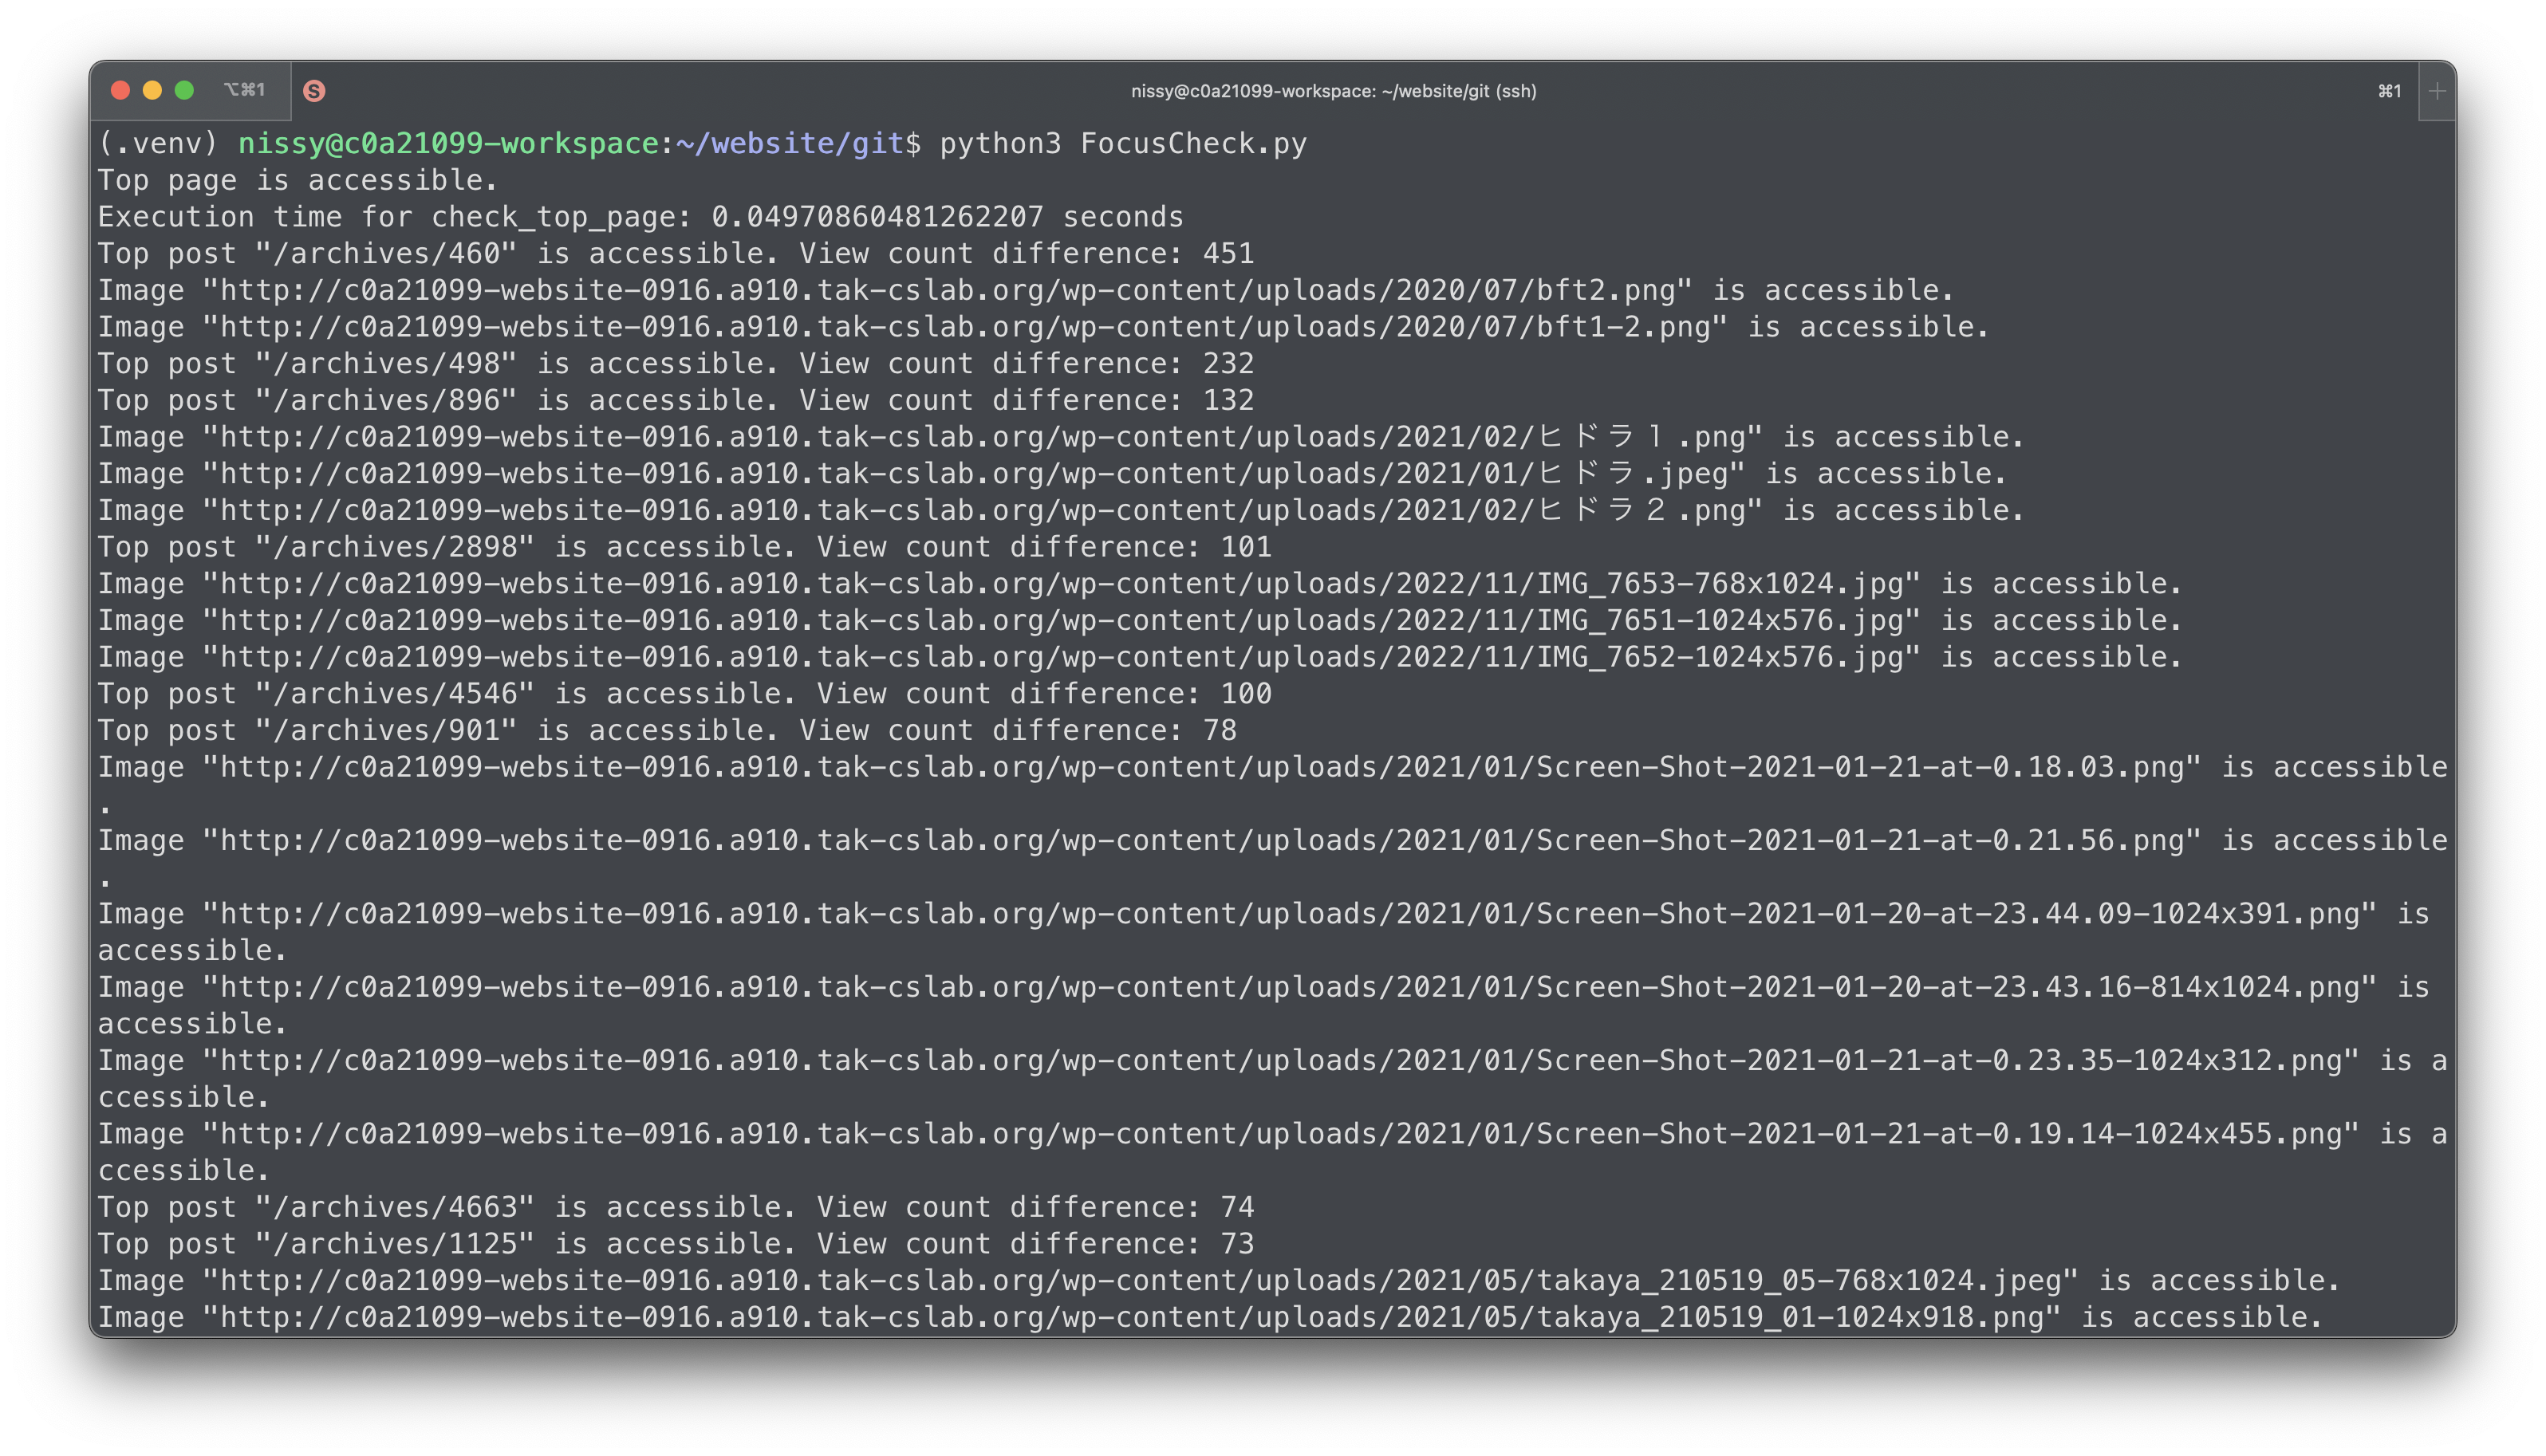 ⌥⌘1
S
nissy@c0a21099-workspace: ~/website/git (ssh)
⌘1
(.venv) nissy@c0a21099-workspace:~/website/git$ python3 FocusCheck.py
Top page is accessible.
Execution time for check_top_page: 0.04970860481262207 seconds
Top post "/archives/460" is accessible. View count difference: 451
Image "http://c0a21099-website-0916.a910.tak-cslab.org/wp-content/uploads/2020/07/bft2.png" is accessible.
Image "http://c0a21099-website-0916.a910.tak-cslab.org/wp-content/uploads/2020/07/bft1-2.png" is accessible.
Top post "/archives/498" is accessible. View count difference: 232
Top post "/archives/896" is accessible. View count difference: 132
Image "http://c0a21099-website-0916.a910.tak-cslab.org/wp-content/uploads/2021/02/ヒドラ１.png" is accessible.
Image "http://c0a21099-website-0916.a910.tak-cslab.org/wp-content/uploads/2021/01/ヒドラ.jpeg" is accessible.
Image "http://c0a21099-website-0916.a910.tak-cslab.org/wp-content/uploads/2021/02/ヒドラ２.png" is accessible.
Top post "/archives/2898" is accessible. View count difference: 101
Image "http://c0a21099-website-0916.a910.tak-cslab.org/wp-content/uploads/2022/11/IMG_7653-768x1024.jpg" is accessible.
Image "http://c0a21099-website-0916.a910.tak-cslab.org/wp-content/uploads/2022/11/IMG_7651-1024x576.jpg" is accessible.
Image "http://c0a21099-website-0916.a910.tak-cslab.org/wp-content/uploads/2022/11/IMG_7652-1024x576.jpg" is accessible.
Top post "/archives/4546" is accessible. View count difference: 100
Top post "/archives/901" is accessible. View count difference: 78
Image "http://c0a21099-website-0916.a910.tak-cslab.org/wp-content/uploads/2021/01/Screen-Shot-2021-01-21-at-0.18.03.png" is accessible
.
Image "http://c0a21099-website-0916.a910.tak-cslab.org/wp-content/uploads/2021/01/Screen-Shot-2021-01-21-at-0.21.56.png" is accessible
.
Image "http://c0a21099-website-0916.a910.tak-cslab.org/wp-content/uploads/2021/01/Screen-Shot-2021-01-20-at-23.44.09-1024x391.png" is
accessible.
Image "http://c0a21099-website-0916.a910.tak-cslab.org/wp-content/uploads/2021/01/Screen-Shot-2021-01-20-at-23.43.16-814x1024.png" is
accessible.
Image "http://c0a21099-website-0916.a910.tak-cslab.org/wp-content/uploads/2021/01/Screen-Shot-2021-01-21-at-0.23.35-1024x312.png" is a
ccessible.
Image "http://c0a21099-website-0916.a910.tak-cslab.org/wp-content/uploads/2021/01/Screen-Shot-2021-01-21-at-0.19.14-1024x455.png" is a
ccessible.
Top post "/archives/4663" is accessible. View count difference: 74
Top post "/archives/1125" is accessible. View count difference: 73
Image "http://c0a21099-website-0916.a910.tak-cslab.org/wp-content/uploads/2021/05/takaya_210519_05-768x1024.jpeg" is accessible.
Image "http://c0a21099-website-0916.a910.tak-cslab.org/wp-content/uploads/2021/05/takaya_210519_01-1024x918.png" is accessible.